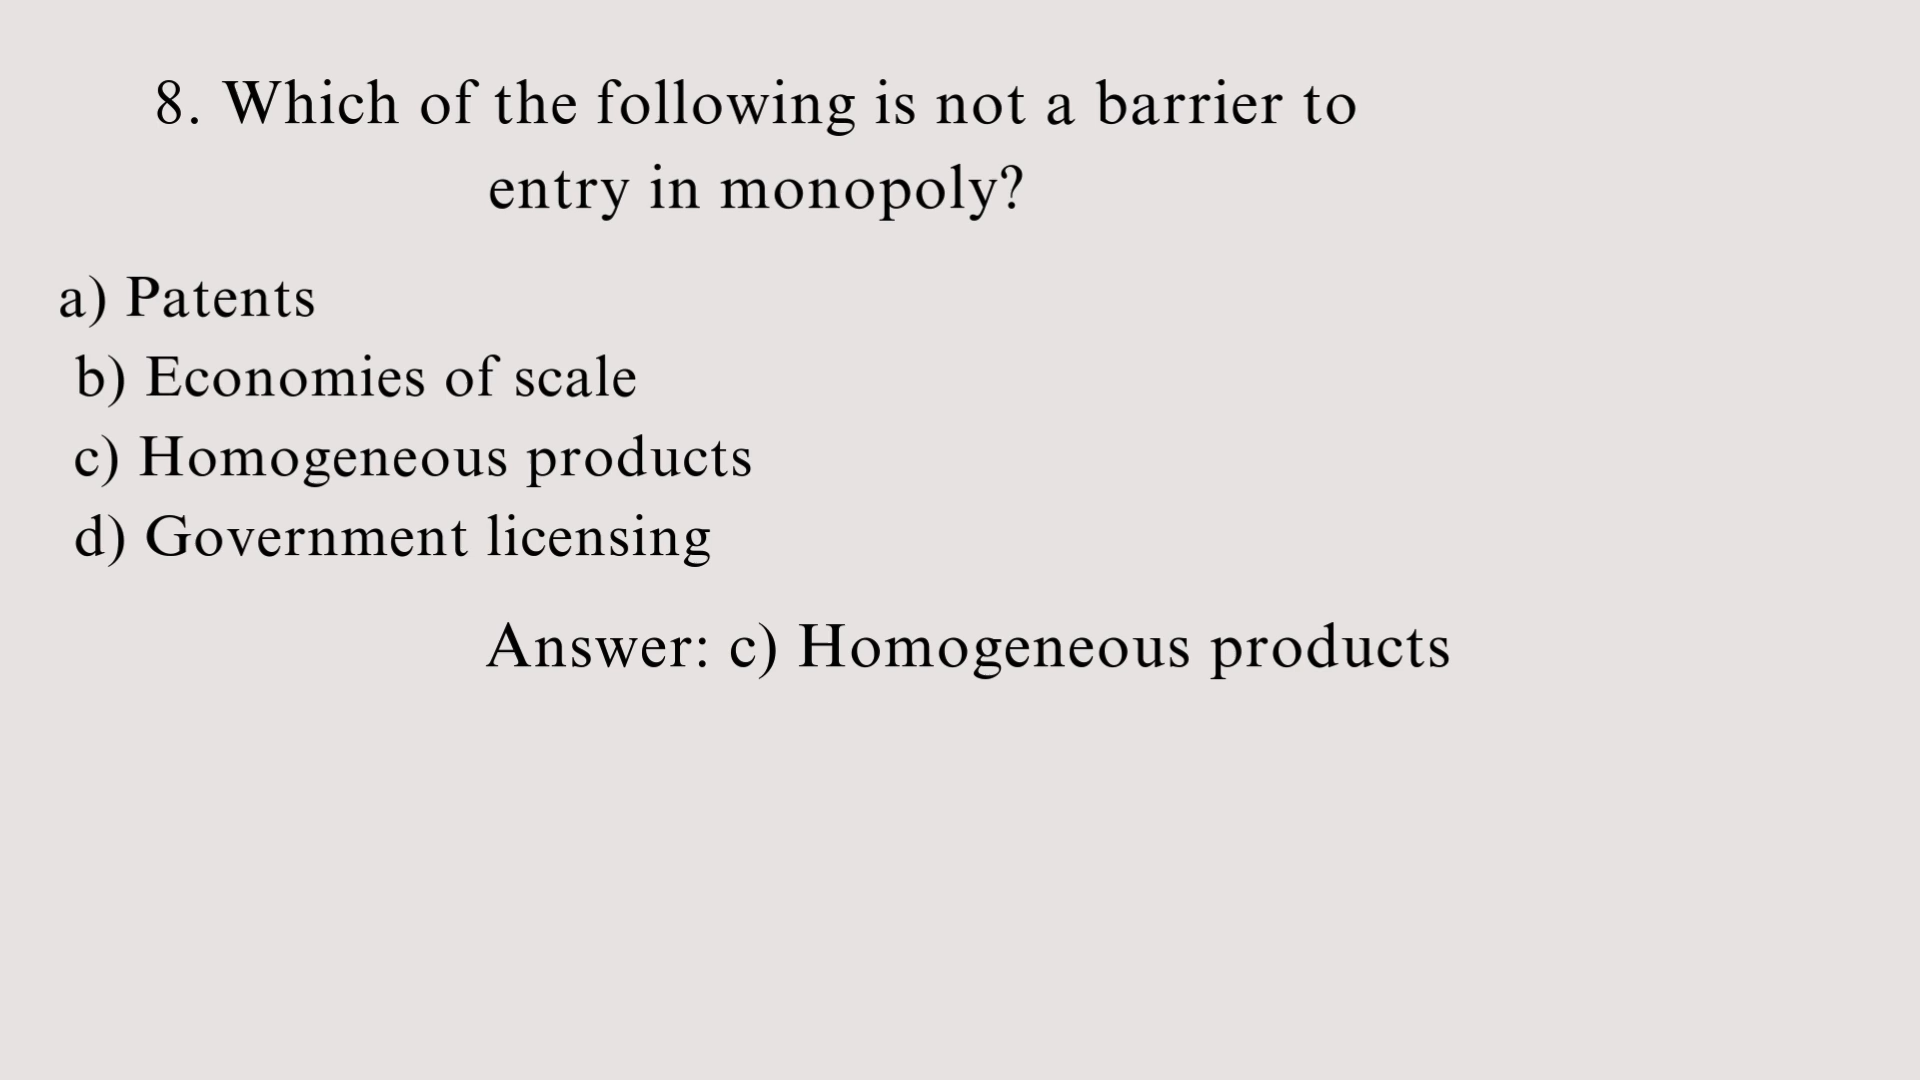 8. Which of the following is not a barrier to
entry in monopoly?
a) Patents
b) Economies of scale
c) Homogeneous products
d) Government licensing
Answer: c) Homogeneous products